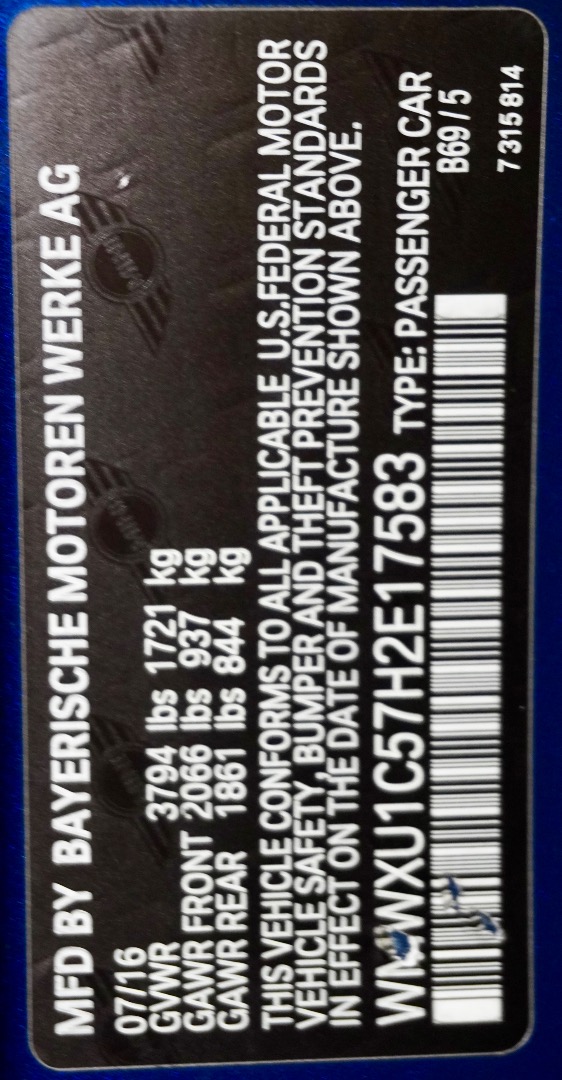 MFD BY BAYERISCHE MOTOREN WERKE AG
07/16
GVWR 3794 lbs 1721 kg
GAWR FRONT 2066 lbs 937 kg
GAWR REAR 1861 lbs 844 kg
THIS VEHICLE CONFORMS TO ALL APPLICABLE U.S.FEDERAL MOTOR
VEHICLE SAFETY, BUMPER AND THEFT PREVENTION STANDARDS
IN EFFECT ON THE DATE OF MANUFACTURE SHOWN ABOVE.
WMWXU1C57H2E17583 TYPE: PASSENGER CAR
B69 / 5
7 315 814